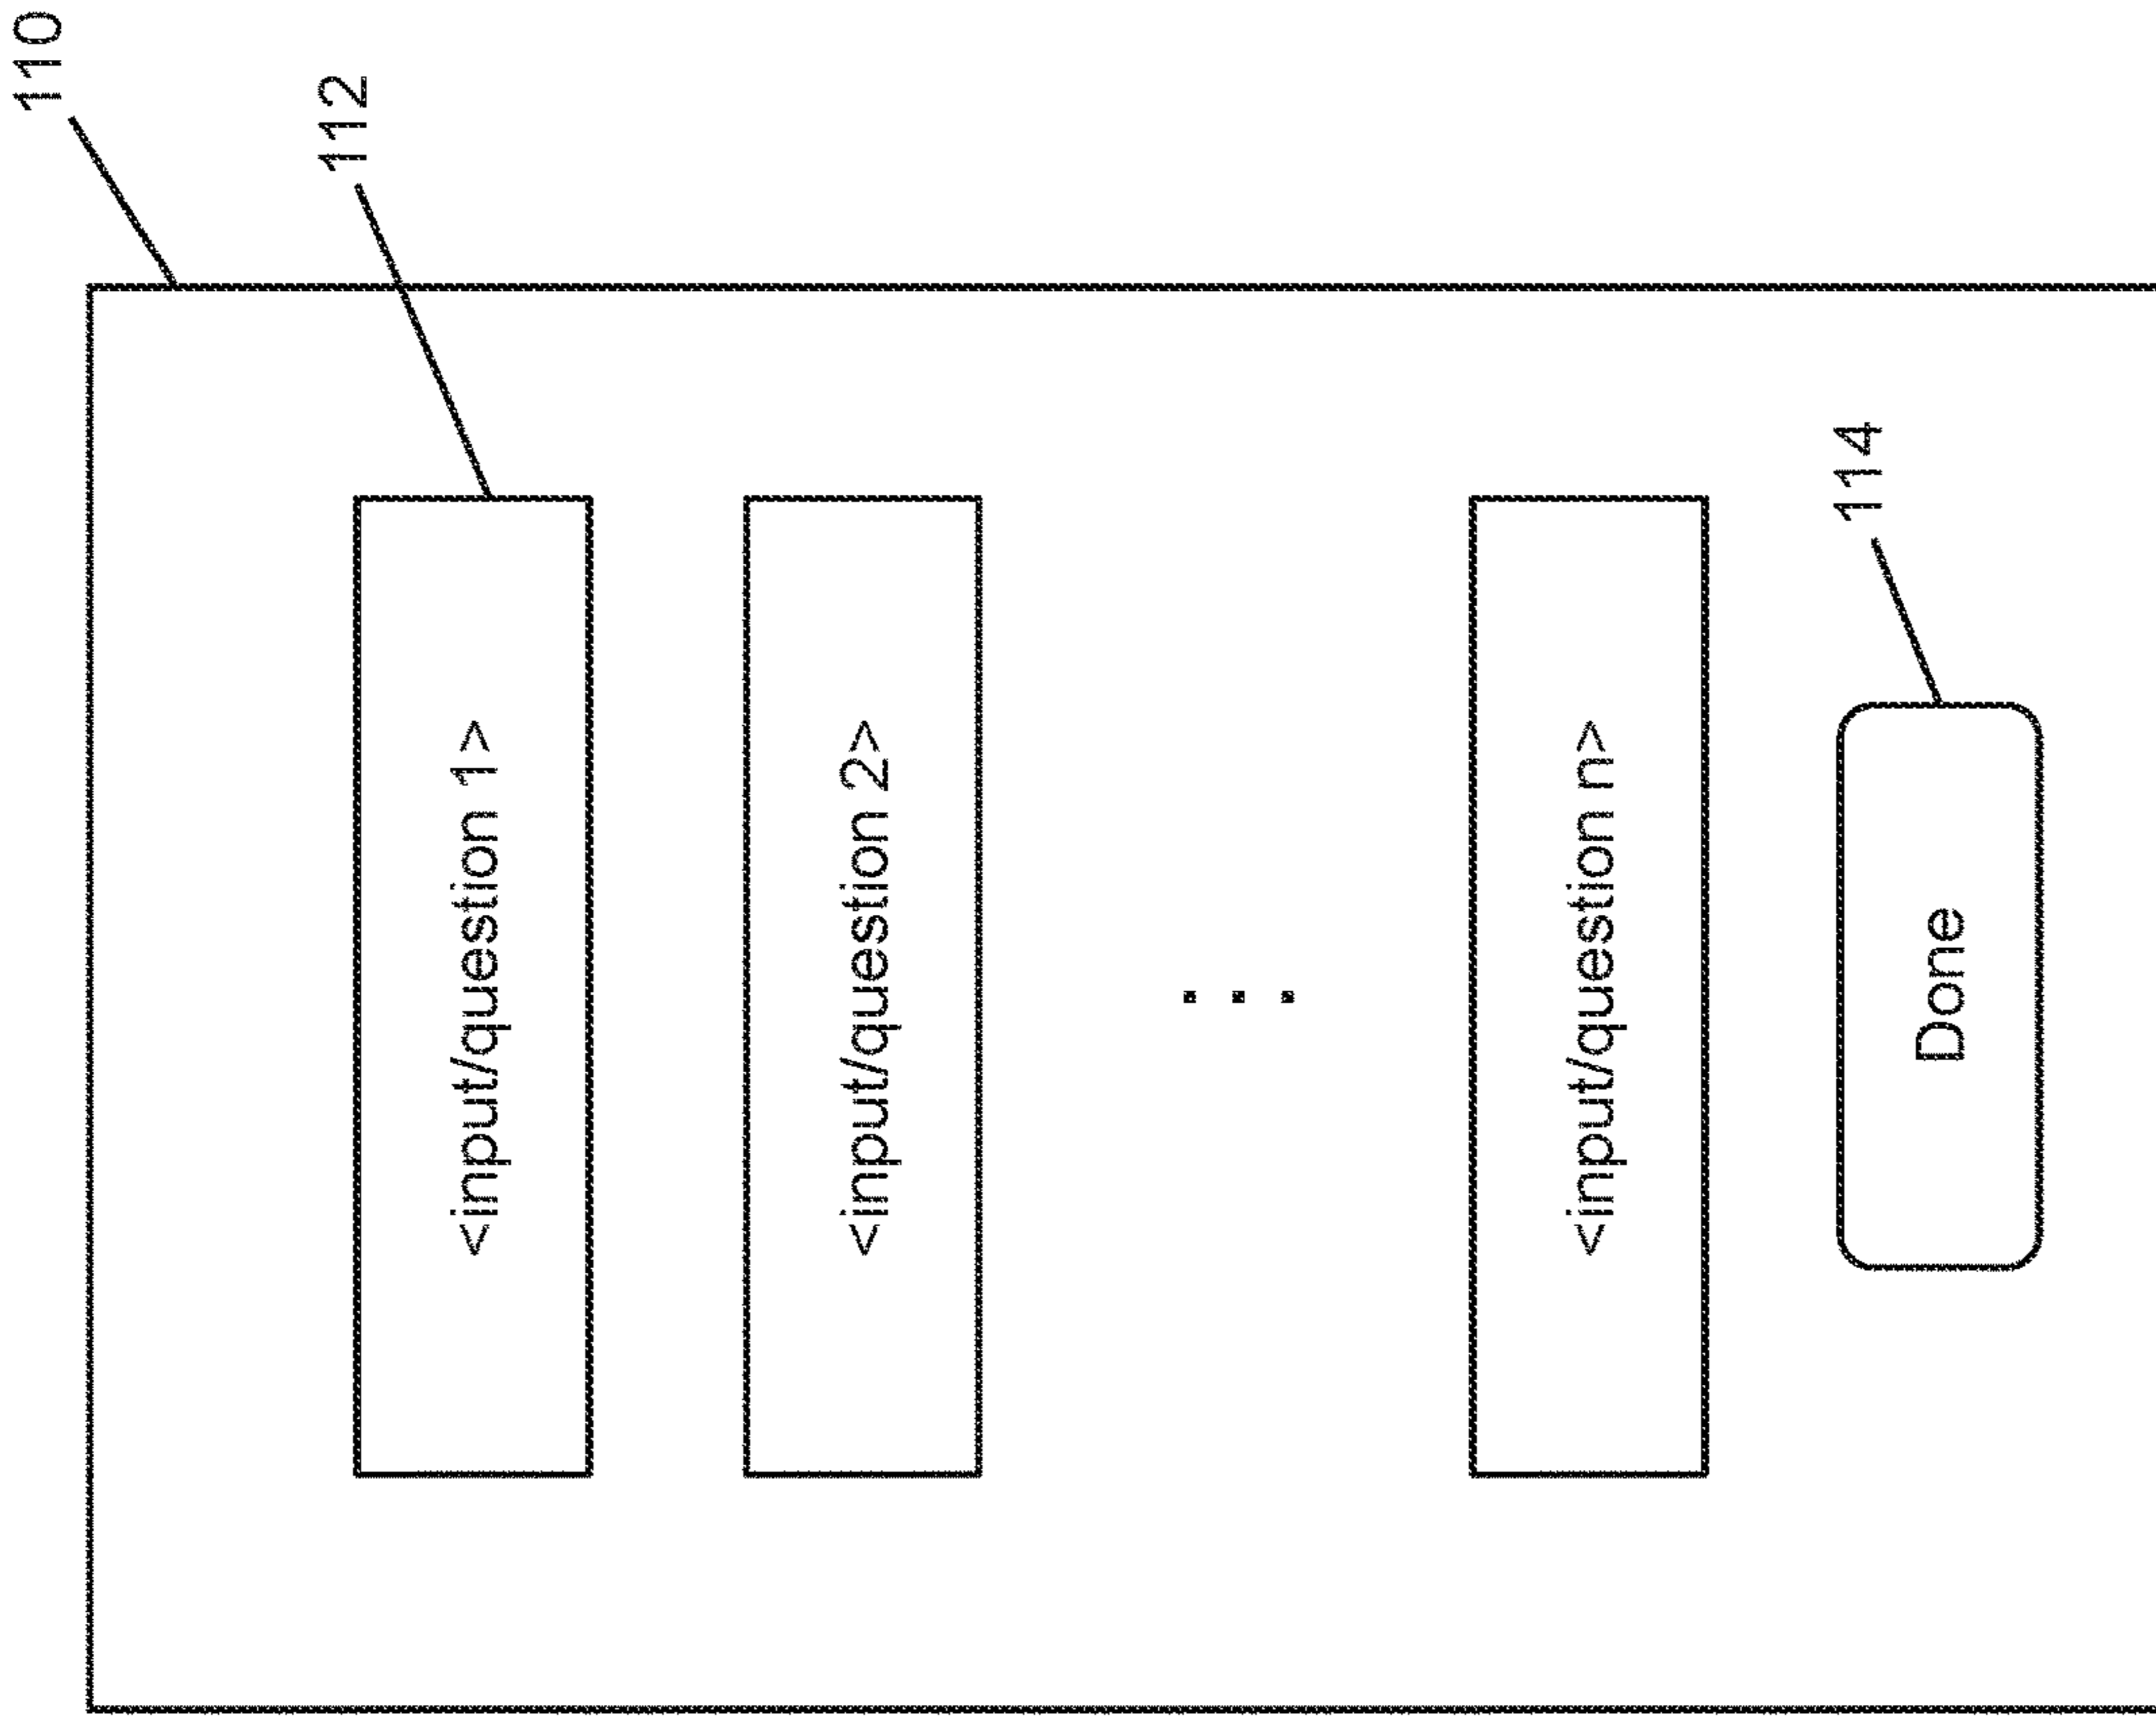 110
112
<input/question 1>
<input/question 2>
. . .
<input/question n>
114
Done